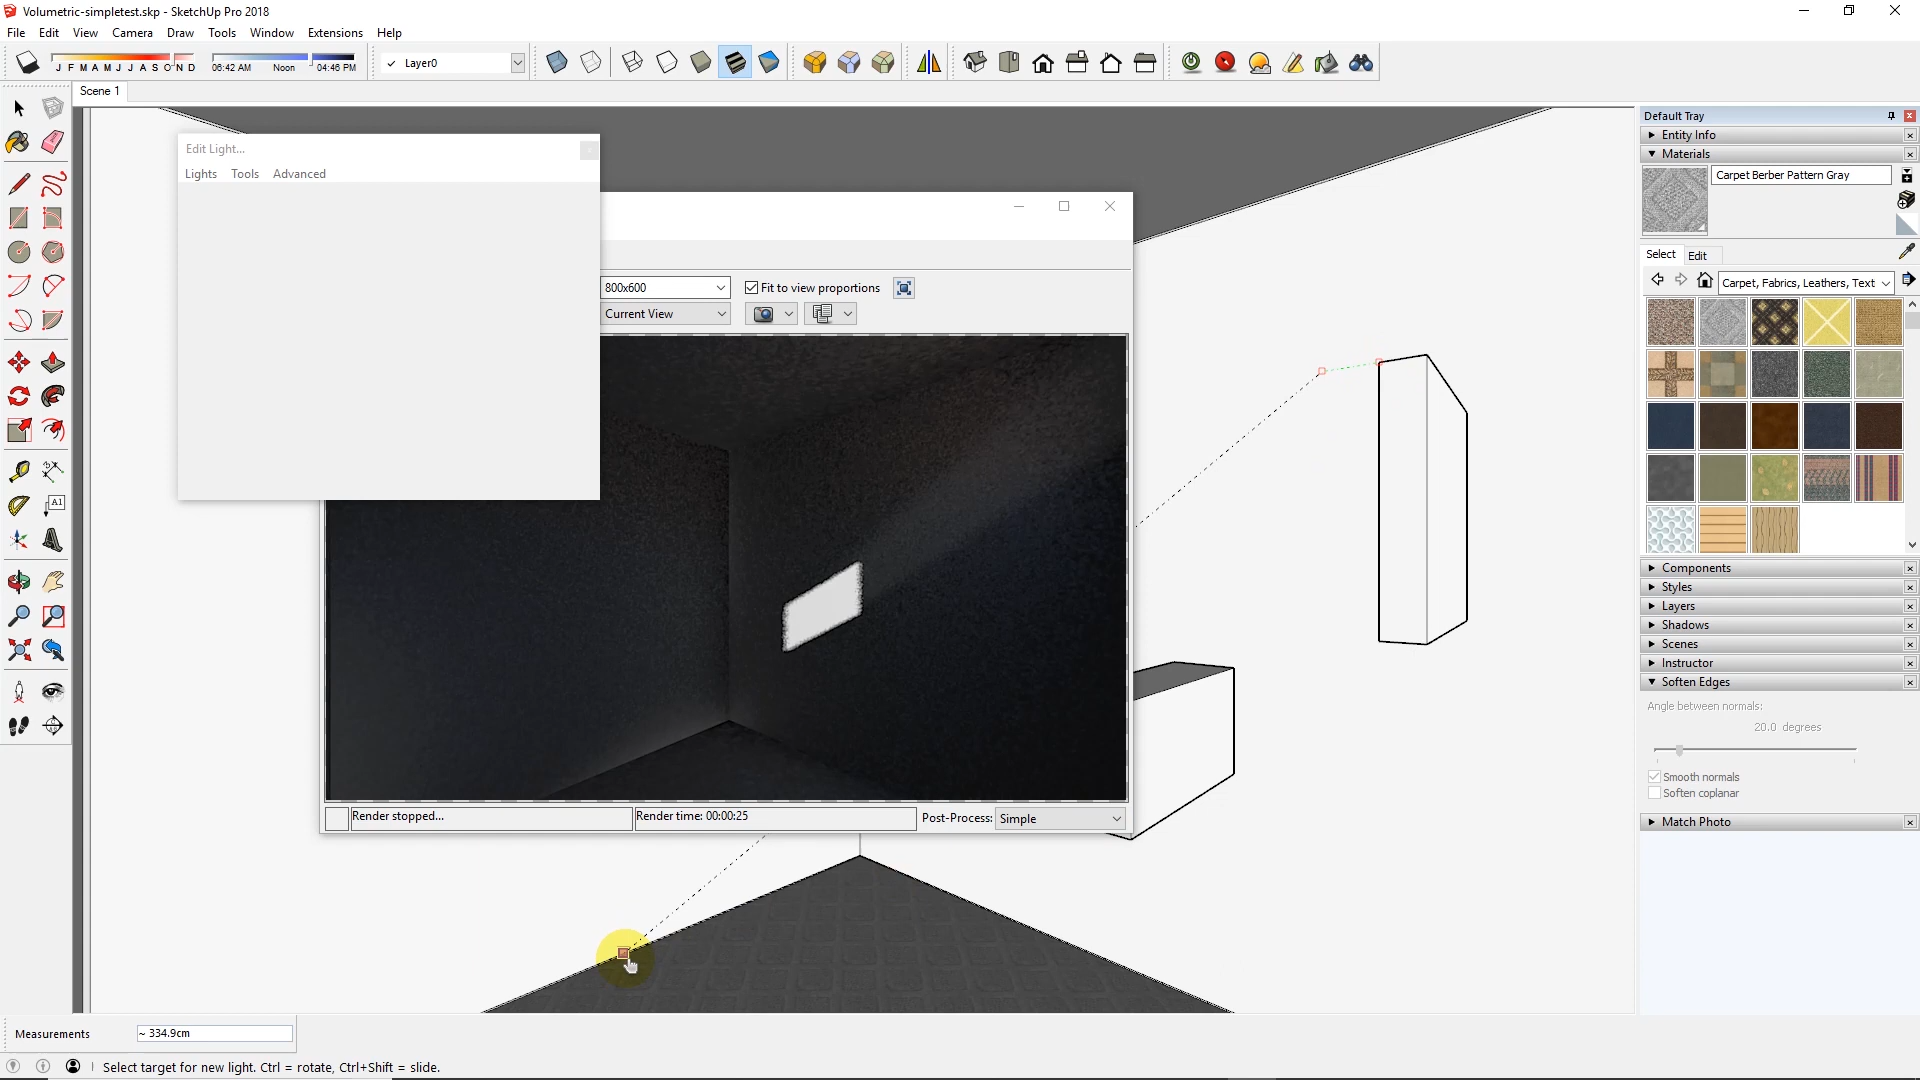 Volumetric-simpletest.skp - SketchUp Pro 2018
File Edit View Camera Draw Tools Window Extensions Help
J F M A M J J A S O N D
06:42 AM Noon 04:46 PM
✓ Layer0
Scene 1
Edit Light...
Lights Tools Advanced
800x600
Fit to view proportions
Current View
Render stopped...
Render time: 00:00:25
Post-Process: Simple
A1
Default Tray
Entity Info
Materials
Carpet Berber Pattern Gray
Select Edit
Carpet, Fabrics, Leathers, Text
Components
Styles
Layers
Shadows
Scenes
Instructor
Soften Edges
Angle between normals:
20.0 degrees
Smooth normals
Soften coplanar
Match Photo
Measurements ~ 334.9cm
Select target for new light. Ctrl = rotate, Ctrl+Shift = slide.